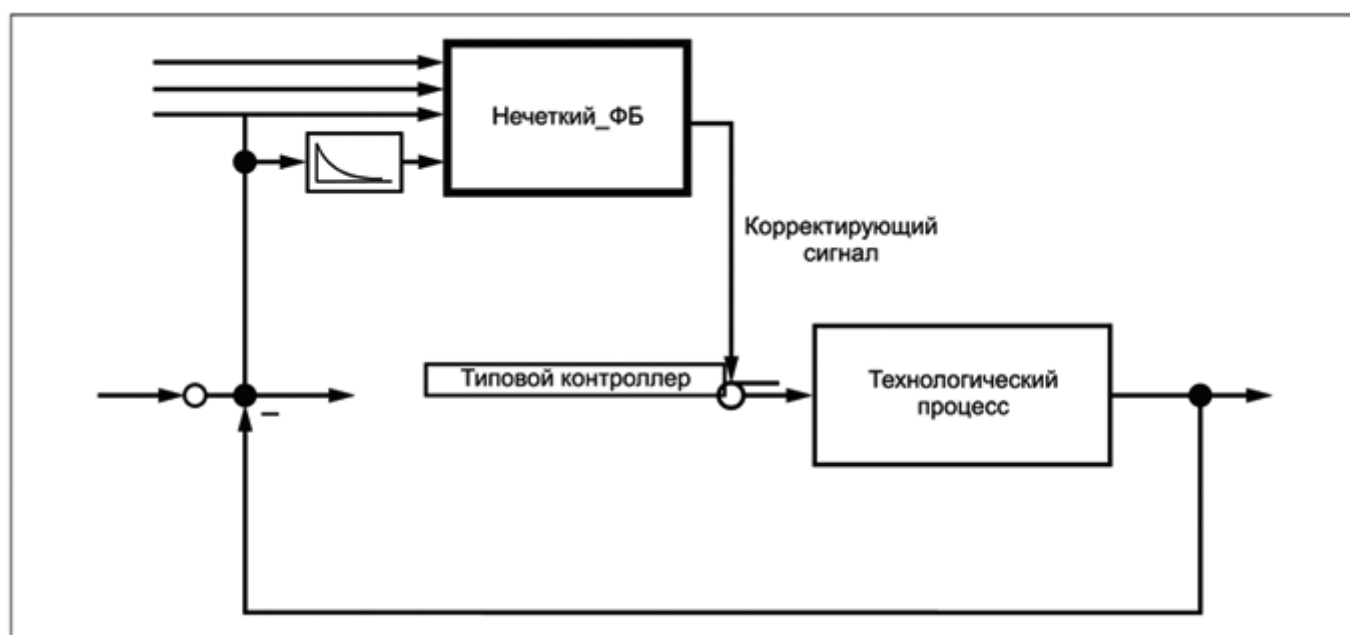 Нечеткий_ФБ
Корректирующий
сигнал
Типовой контроллер
Технологический
процесс